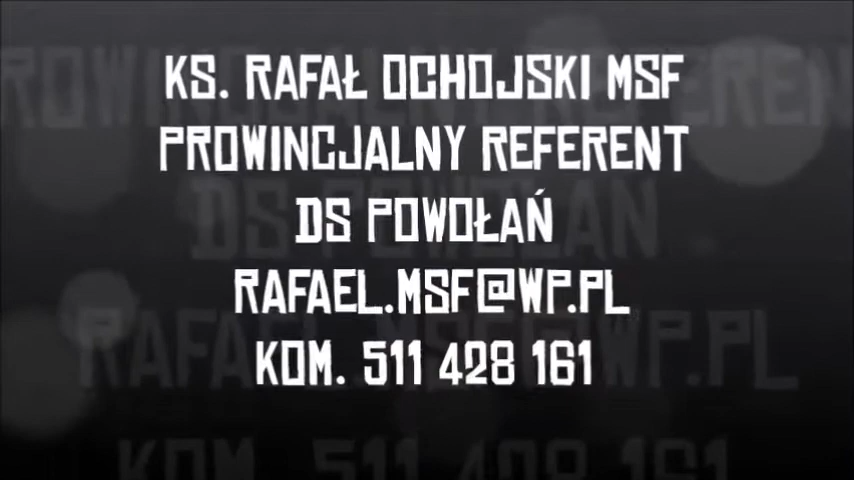 KS. RAFAŁ OCHOJSKI MSF
PROWINCJALNY REFERENT
DS POWOŁAŃ
RAFAEL.MSF@WP.PL
KOM. 511 428 161